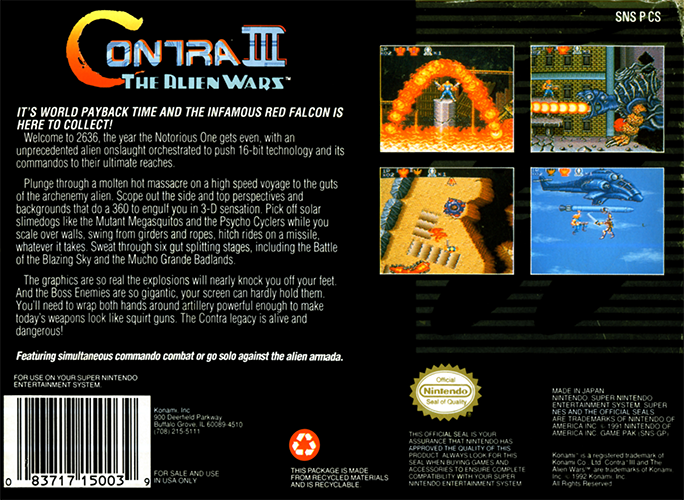 SNS P CS
CONTRA III
THE ALIEN WARS™
IT'S WORLD PAYBACK TIME AND THE INFAMOUS RED FALCON IS
HERE TO COLLECT!
Welcome to 2636, the year the Notorious One gets even, with an
unprecedented alien onslaught orchestrated to push 16-bit technology and its
commandos to their ultimate reaches.
Plunge through a molten hot massacre on a high speed voyage to the guts
of the archenemy alien. Scope out the side and top perspectives and
backgrounds that do a 360 to engulf you in 3-D sensation. Pick off solar
slimedogs like the Mutant Megasquitos and the Psycho Cyclers while you
scale over walls, swing from girders and ropes, hitch rides on a missile,
whatever it takes. Sweat through six gut splitting stages, including the Battle
of the Blazing Sky and the Mucho Grande Badlands.
The graphics are so real the explosions will nearly knock you off your feet.
And the Boss Enemies are so gigantic, your screen can hardly hold them.
You'll need to wrap both hands around artillery powerful enough to make
today's weapons look like squirt guns. The Contra legacy is alive and
dangerous!
Featuring simultaneous commando combat or go solo against the alien armada.
FOR USE ON YOUR SUPER NINTENDO
ENTERTAINMENT SYSTEM.
Konami, Inc.
900 Deerfield Parkway
Buffalo Grove, IL 60089-4510
(708) 215-5111
0 83717 15003 9
FOR SALE AND USE
IN USA ONLY
THIS PACKAGE IS MADE
FROM RECYCLED MATERIALS
AND IS RECYCLABLE.
Official
Nintendo
Seal of Quality
THIS OFFICIAL SEAL IS YOUR
ASSURANCE THAT NINTENDO HAS
APPROVED THE QUALITY OF THIS
PRODUCT. ALWAYS LOOK FOR THIS
SEAL WHEN BUYING GAMES AND
ACCESSORIES TO ENSURE COMPLETE
COMPATIBILITY WITH YOUR SUPER
NINTENDO ENTERTAINMENT SYSTEM
MADE IN JAPAN
NINTENDO, SUPER NINTENDO
ENTERTAINMENT SYSTEM, SUPER
NES AND THE OFFICIAL SEALS
ARE TRADEMARKS OF NINTENDO OF
AMERICA INC. © 1991 NINTENDO OF
AMERICA INC. GAME PAK (SNS-GP)
Konami® is a registered trademark of
Konami Co., Ltd. Contra® III and The
Alien Wars™ are trademarks of Konami
Inc. © 1992 Konami Inc.
All Rights Reserved.